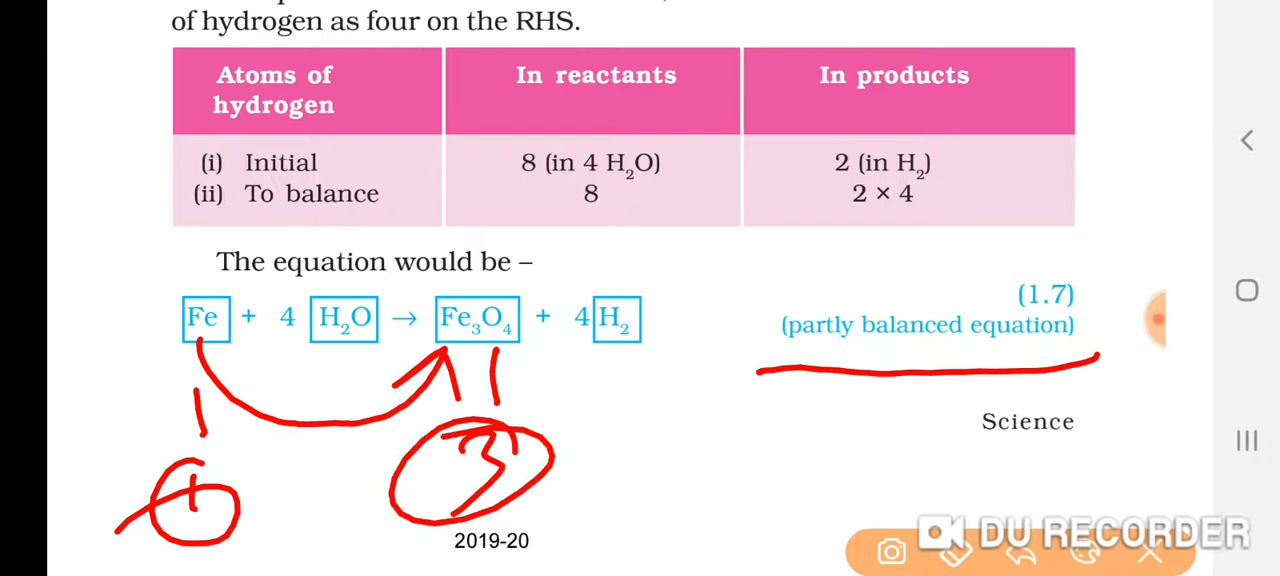 of hydrogen as four on the RHS.
Atoms of hydrogen In reactants In products
(i) Initial 8 (in 4 H₂O) 2 (in H₂)
(ii) To balance 8 2 × 4
The equation would be –
(1.7)
Fe + 4 H₂O → Fe₃O₄ + 4 H₂ (partly balanced equation)
Science
1 3
2019-20
DU RECORDER